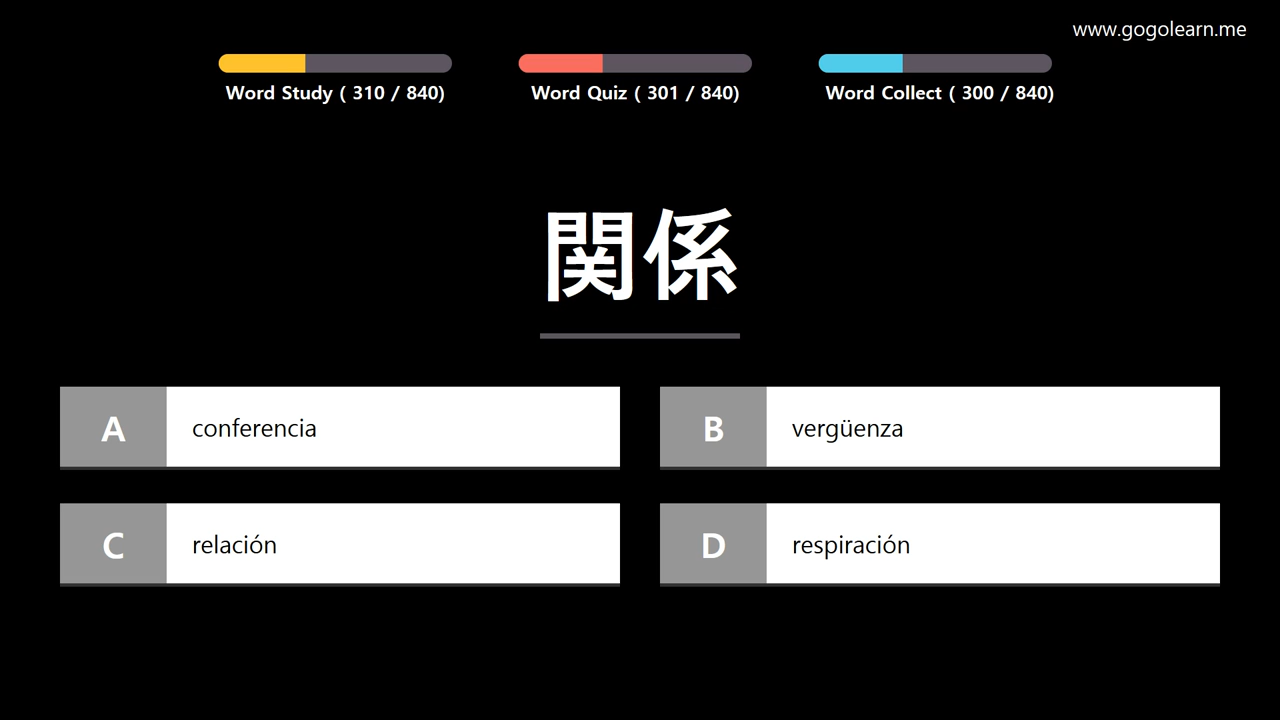 www.gogolearn.me
Word Study ( 310 / 840)
Word Quiz ( 301 / 840)
Word Collect ( 300 / 840)
関係
A conferencia
B vergüenza
C relación
D respiración